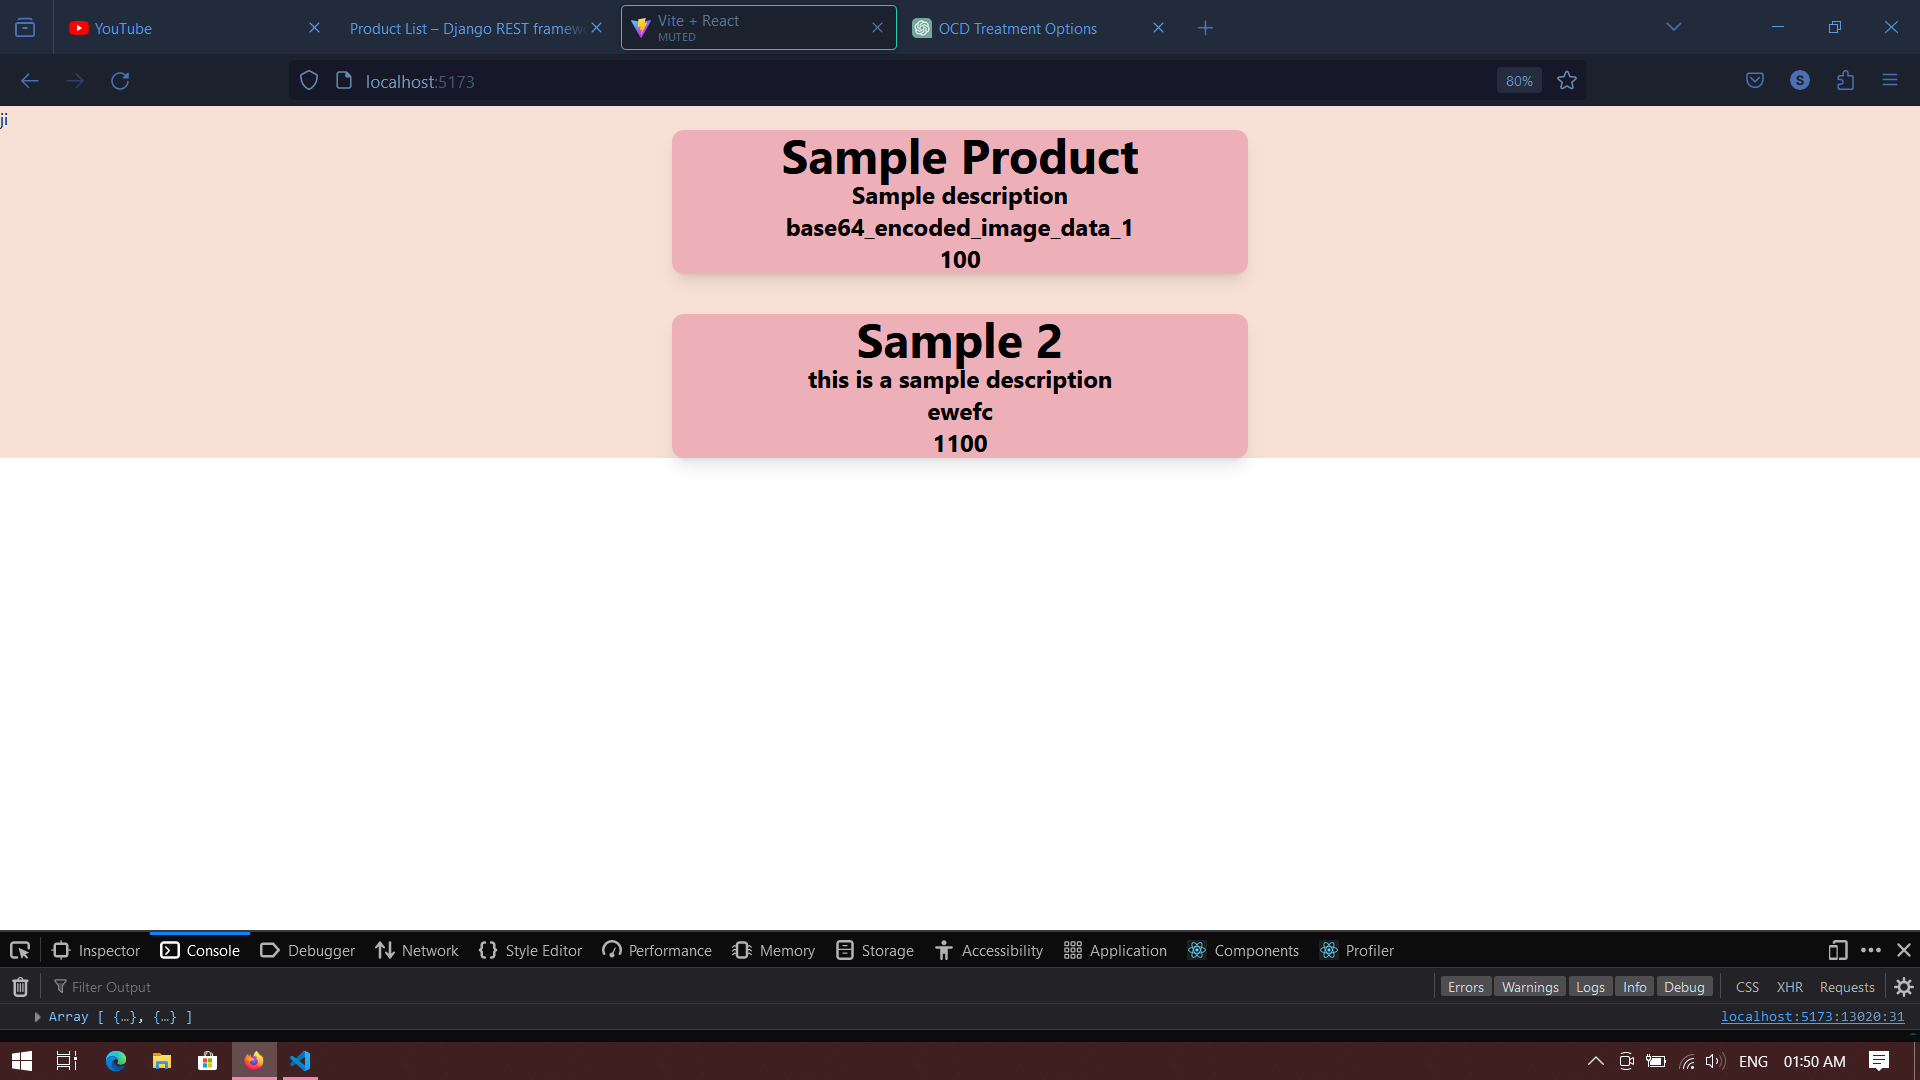 YouTube
Product List – Django REST framew
Vite + React
MUTED
OCD Treatment Options
localhost:5173
80%
S
ji
Sample Product
Sample description
base64_encoded_image_data_1
100
Sample 2
this is a sample description
ewefc
1100
Inspector
Console
Debugger
Network
Style Editor
Performance
Memory
Storage
Accessibility
Application
Components
Profiler
Filter Output
Errors
Warnings
Logs
Info
Debug
CSS
XHR
Requests
Array [ {…}, {…} ]
localhost:5173:13020:31
ENG
01:50 AM